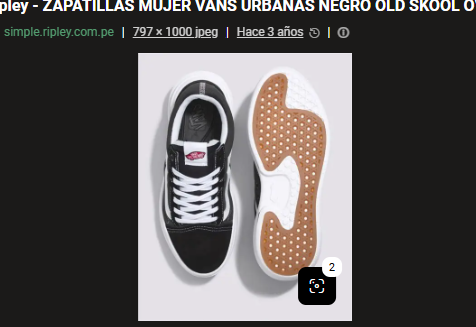 pley - ZAPATILLAS MUJER VANS URBANAS NEGRO OLD SKOOL O
simple.ripley.com.pe | 797 × 1000 jpeg | Hace 3 años |
2